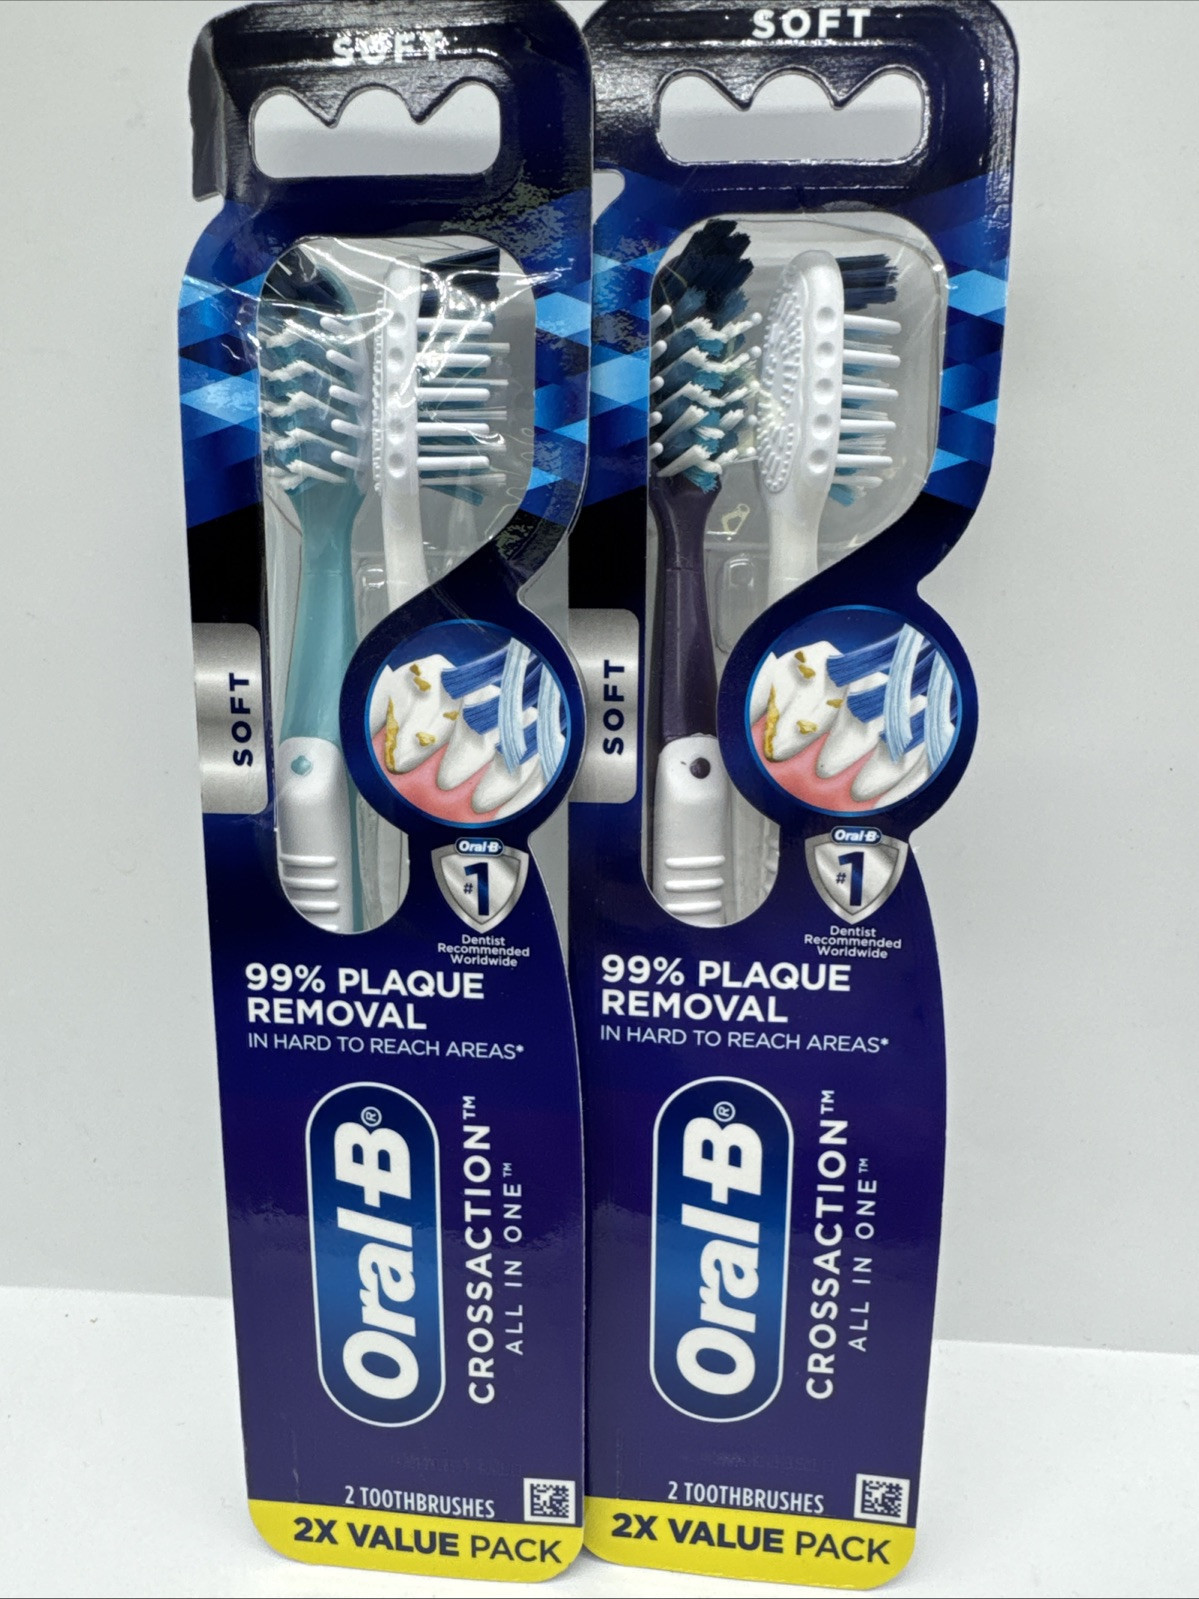 SOFT
SOFT
Oral-B
#1
Dentist
Recommended
Worldwide
99% PLAQUE
REMOVAL
IN HARD TO REACH AREAS*
Oral-B®
CROSSACTION™
ALL IN ONE™
2 TOOTHBRUSHES
2X VALUE PACK
SOFT
SOFT
Oral-B
#1
Dentist
Recommended
Worldwide
99% PLAQUE
REMOVAL
IN HARD TO REACH AREAS*
Oral-B®
CROSSACTION™
ALL IN ONE™
2 TOOTHBRUSHES
2X VALUE PACK